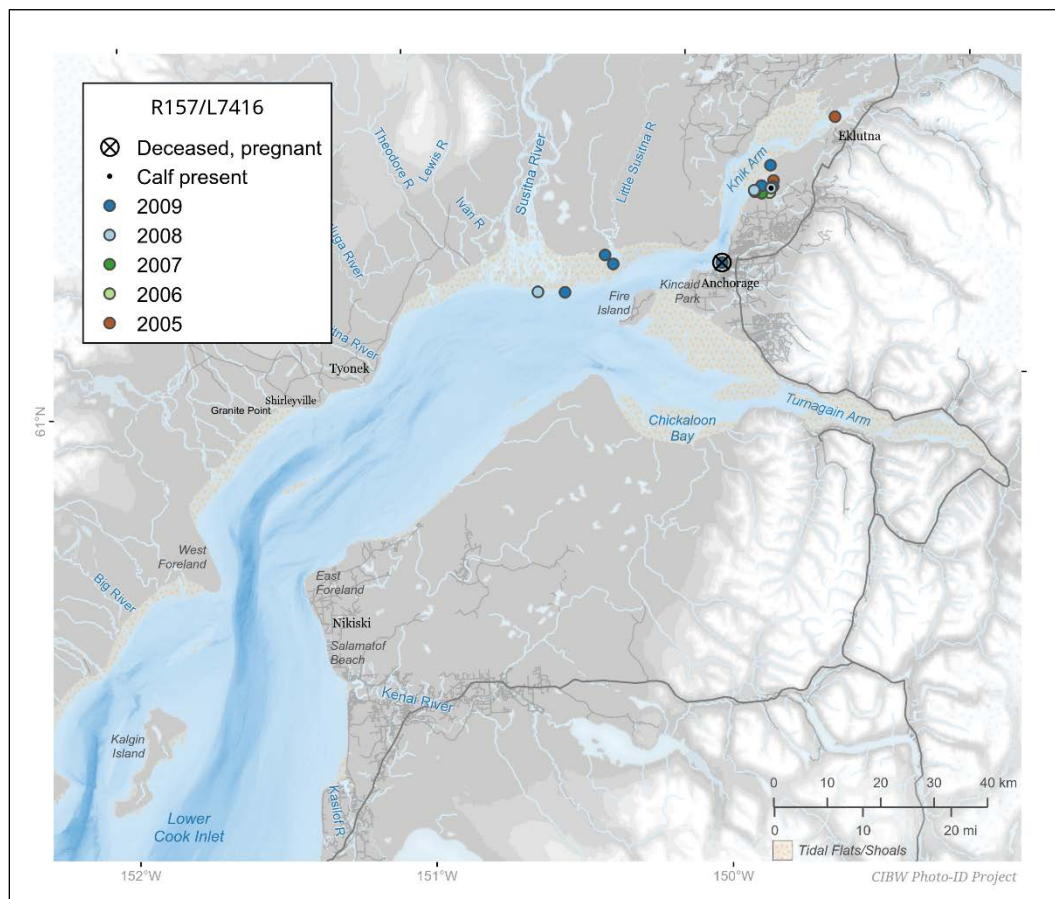 R157/L7416
Deceased, pregnant
Calf present
2009
2008
2007
2006
2005
Theodore R
Lewis R
Ivan R
Susitna River
Little Susitna R
Knik Arm
Eklutna
Kincaid
Park
Anchorage
Fire
Island
Tyonek
Shirleyville
Granite Point
61°N
Chickaloon
Bay
Turnagain Arm
West
Foreland
Big River
East
Foreland
Nikiski
Salamatof
Beach
Kenai River
Kalgin
Island
Kasilof R
Lower
Cook Inlet
0 10 20 30 40 km
0 10 20 mi
Tidal Flats/Shoals
152°W
151°W
150°W
CIBW Photo-ID Project